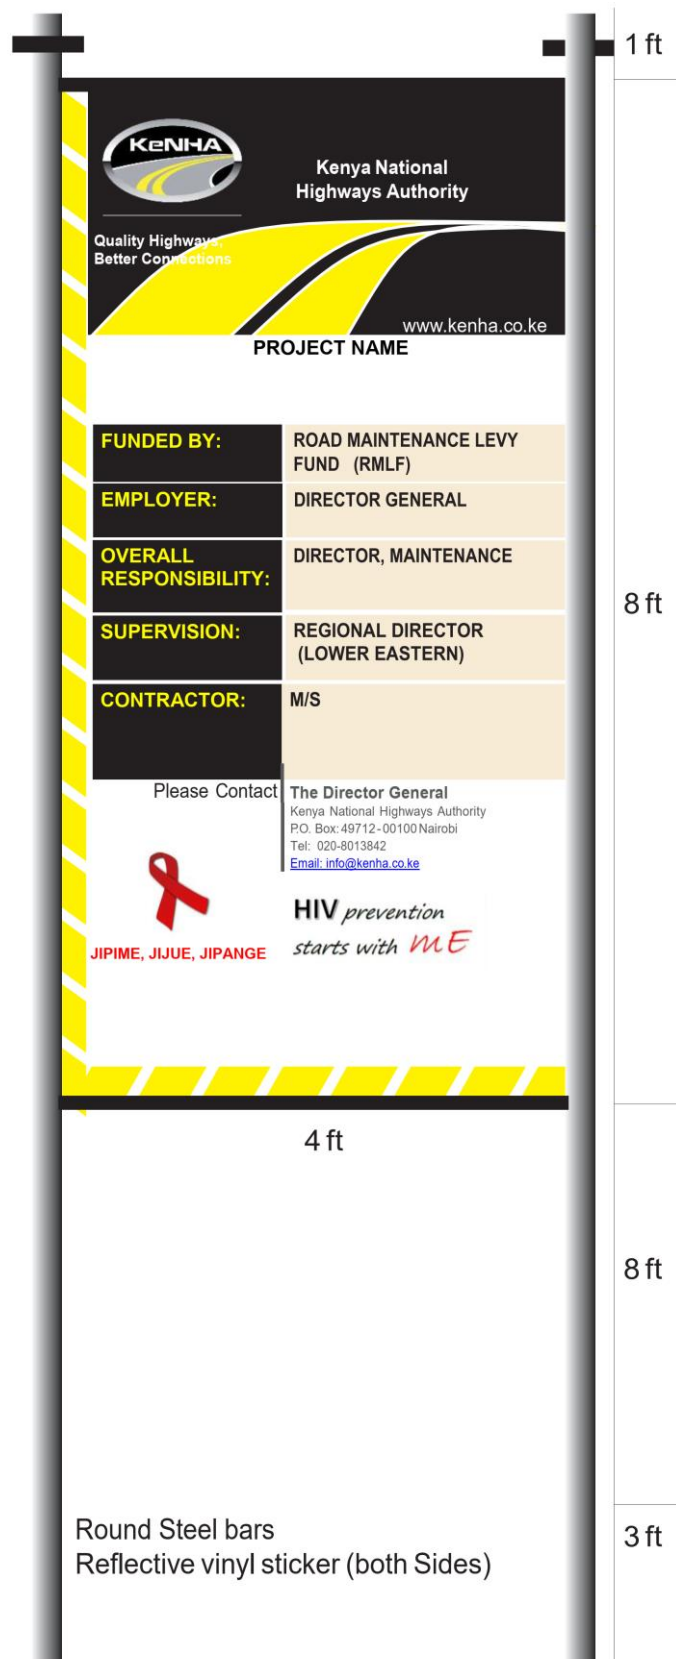 1 ft
KeNHA
Kenya National
Highways Authority
Quality Highways,
Better Connections
www.kenha.co.ke
PROJECT NAME
FUNDED BY:
ROAD MAINTENANCE LEVY
FUND (RMLF)
EMPLOYER:
DIRECTOR GENERAL
OVERALL
RESPONSIBILITY:
DIRECTOR, MAINTENANCE
8 ft
SUPERVISION:
REGIONAL DIRECTOR
(LOWER EASTERN)
CONTRACTOR:
M/S
Please Contact
The Director General
Kenya National Highways Authority
P.O. Box: 49712-00100 Nairobi
Tel: 020-8013842
Email: info@kenha.co.ke
JIPIME, JIJUE, JIPANGE
HIV prevention
starts with ME
4 ft
8 ft
Round Steel bars
Reflective vinyl sticker (both Sides)
3 ft